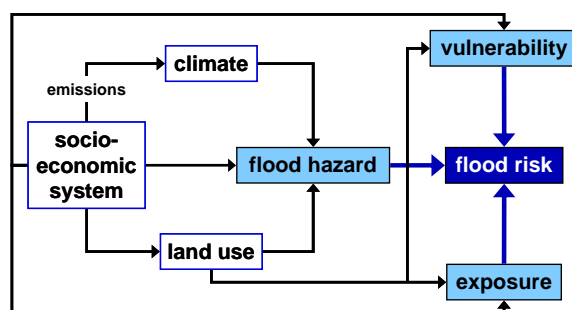 vulnerability
climate
emissions
socio-
economic
system
flood hazard
flood risk
land use
exposure